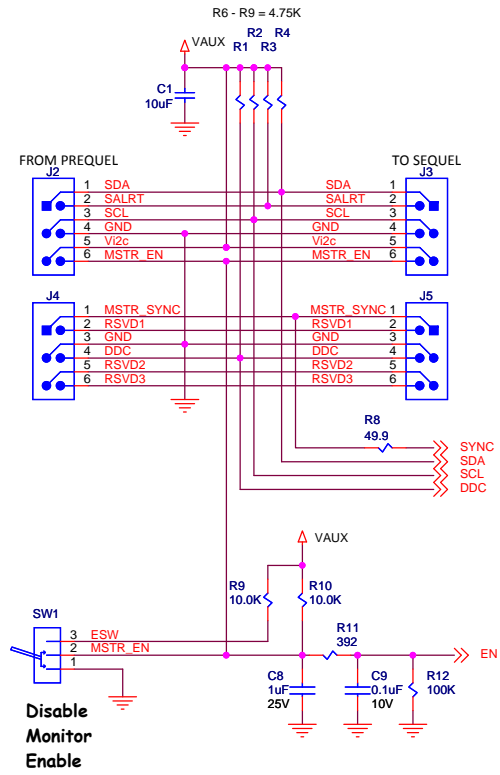 R6 - R9 = 4.75K
VAUX
R2 R4
R1 R3
C1
10uF
FROM PREQUEL
TO SEQUEL
J2
J3
1 SDA SDA 1
2 SALRT SALRT 2
3 SCL SCL 3
4 GND GND 4
5 Vi2c Vi2c 5
6 MSTR_EN MSTR_EN 6
J4
J5
1 MSTR_SYNC MSTR_SYNC 1
2 RSVD1 RSVD1 2
3 GND GND 3
4 DDC DDC 4
5 RSVD2 RSVD2 5
6 RSVD3 RSVD3 6
R8
49.9
SYNC
SDA
SCL
DDC
VAUX
R9
10.0K
R10
10.0K
SW1
3 ESW
2 MSTR_EN
1
R11
392
EN
C8
1uF
25V
C9
0.1uF
10V
R12
100K
Disable
Monitor
Enable